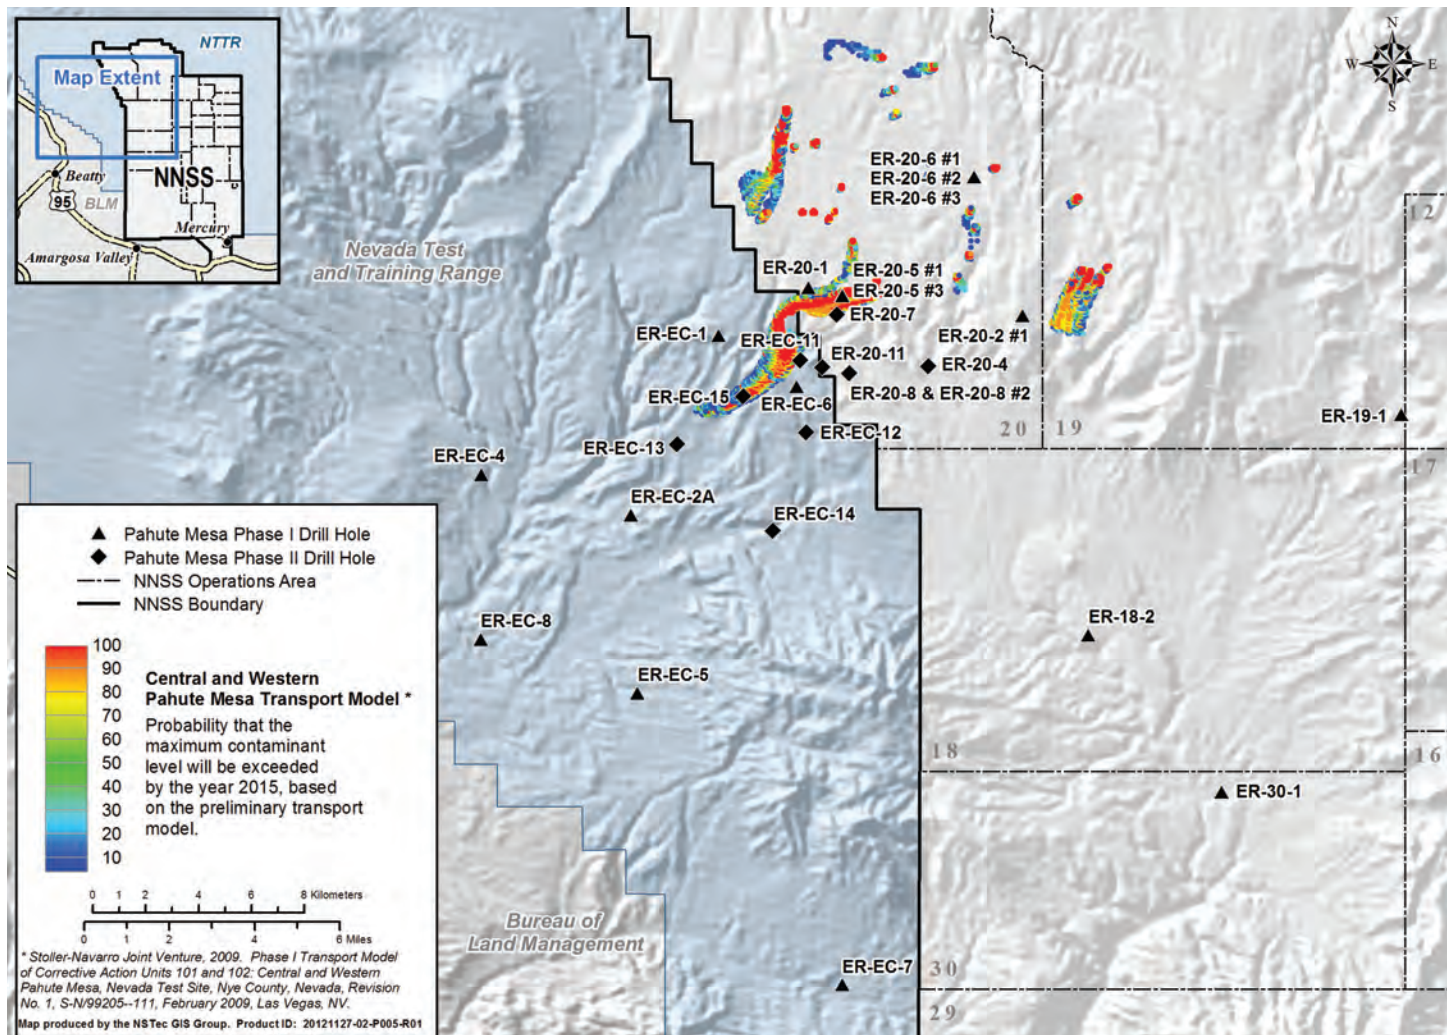 NTTR
Map Extent
NNSS
Beatty
95
BLM
Mercury
Amargosa Valley
N
W
E
S
Nevada Test
and Training Range
ER-20-6 #1
ER-20-6 #2
ER-20-6 #3
12
ER-20-1
ER-20-5 #1
ER-20-5 #3
ER-20-7
ER-EC-1
ER-EC-11
ER-20-2 #1
ER-20-11
ER-20-4
ER-EC-15
ER-EC-6
ER-20-8 & ER-20-8 #2
ER-19-1
ER-EC-12
20
19
ER-EC-13
ER-EC-4
17
ER-EC-2A
ER-EC-14
ER-EC-8
ER-18-2
ER-EC-5
18
16
ER-30-1
Bureau of
Land Management
ER-EC-7
30
29
Pahute Mesa Phase I Drill Hole
Pahute Mesa Phase II Drill Hole
NNSS Operations Area
NNSS Boundary
100
90
80
70
60
50
40
30
20
10
Central and Western
Pahute Mesa Transport Model *
Probability that the
maximum contaminant
level will be exceeded
by the year 2015, based
on the preliminary transport
model.
0 1 2 4 6 8 Kilometers
0 1 2 4 6 Miles
* Stoller-Navarro Joint Venture, 2009. Phase I Transport Model
of Corrective Action Units 101 and 102: Central and Western
Pahute Mesa, Nevada Test Site, Nye County, Nevada, Revision
No. 1, S-N/99205--111, February 2009, Las Vegas, NV.
Map produced by the NSTec GIS Group. Product ID: 20121127-02-P005-R01